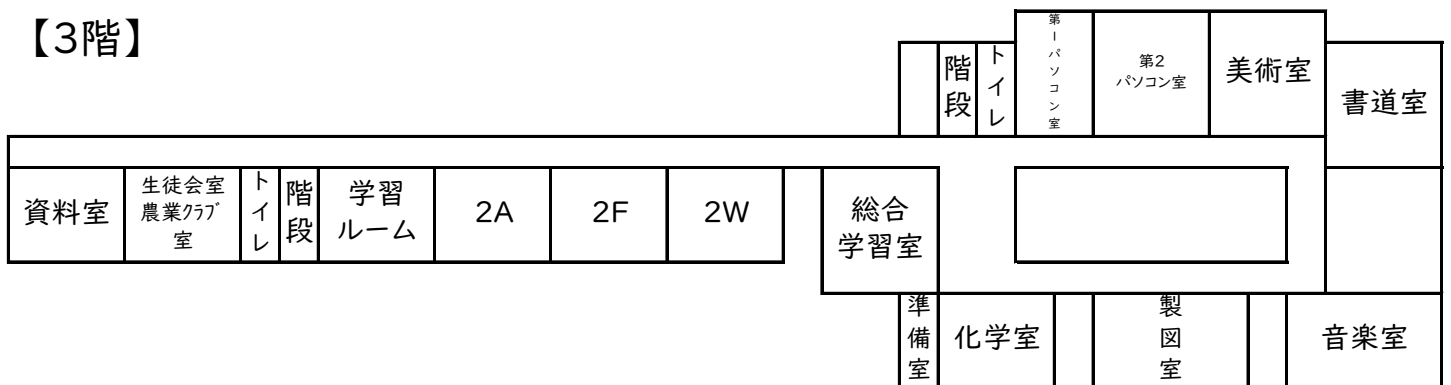 【3階】
階段
トイレ
第1パソコン室
第2
パソコン室
美術室
書道室
資料室
生徒会室
農業クラブ
室
トイレ
階段
学習
ルーム
2A
2F
2W
総合
学習室
準備室
化学室
製図室
音楽室